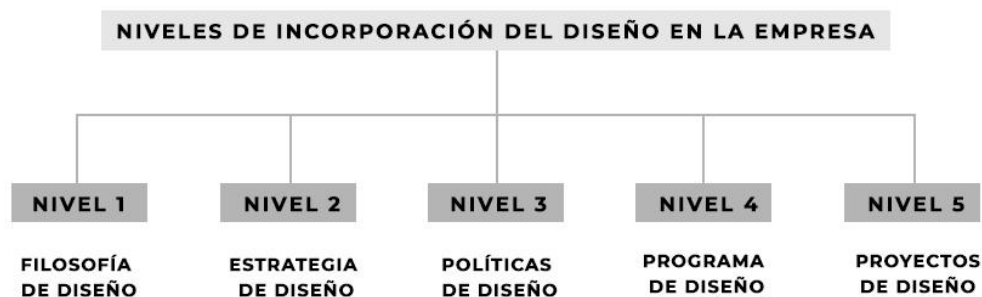 NIVELES DE INCORPORACIÓN DEL DISEÑO EN LA EMPRESA
NIVEL 1
NIVEL 2
NIVEL 3
NIVEL 4
NIVEL 5
FILOSOFÍA
DE DISEÑO
ESTRATEGIA
DE DISEÑO
POLÍTICAS
DE DISEÑO
PROGRAMA
DE DISEÑO
PROYECTOS
DE DISEÑO